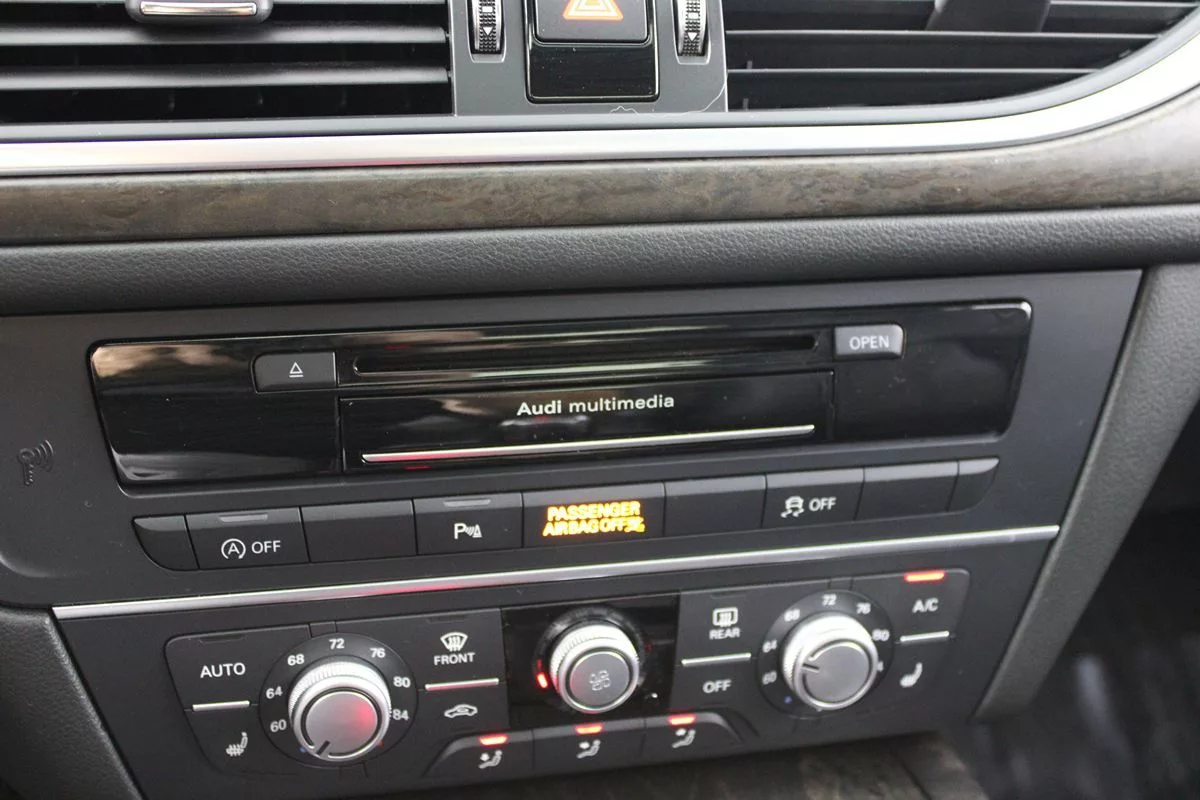 OPEN
Audi multimedia
A OFF
P
PASSENGER
AIRBAG OFF
OFF
AUTO
60
64
68
72
76
80
84
FRONT
REAR
OFF
60
64
68
72
76
80
A/C